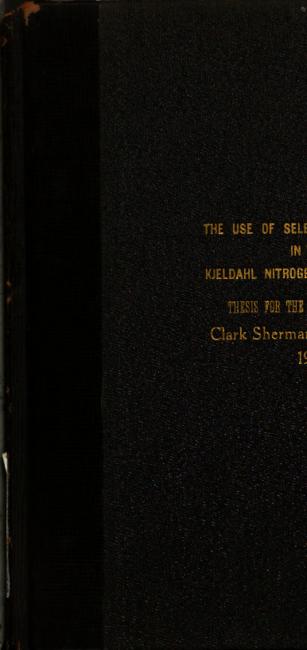 THE USE OF SELE
IN
KJELDAHL NITROGE
THESIS FOR THE
Clark Sherman
19